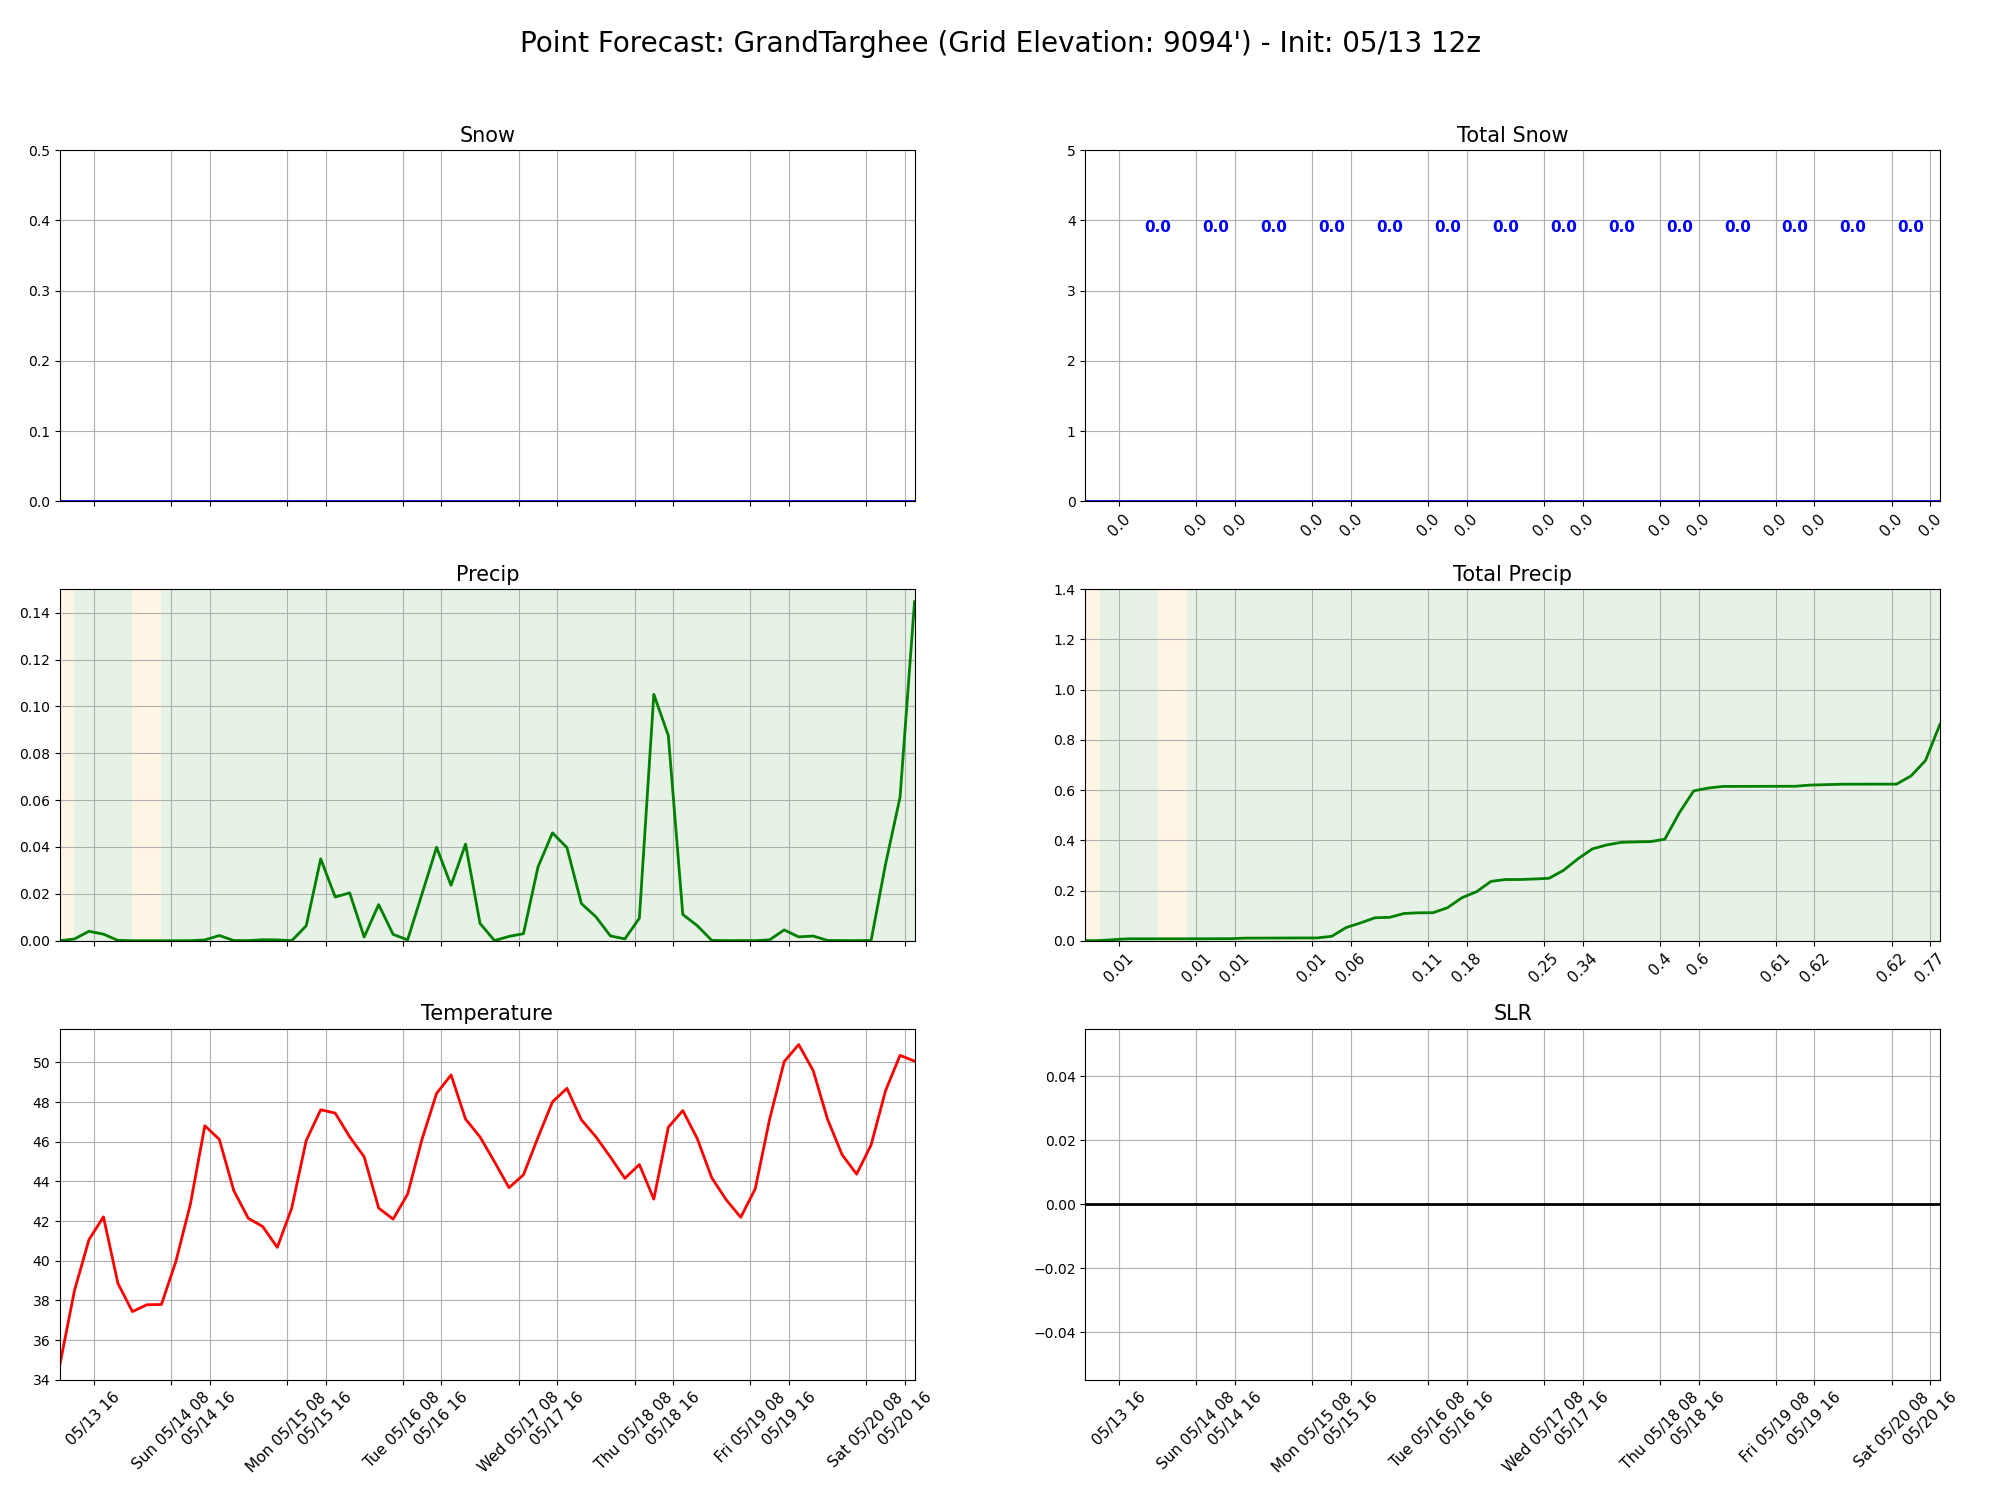 Point Forecast: GrandTarghee (Grid Elevation: 9094') - Init: 05/13 12z
Snow
0.5
0.4
0.3
0.2
0.1
0.0
Total Snow
5
4
3
2
1
0
0.0 0.0 0.0 0.0 0.0 0.0 0.0 0.0 0.0 0.0 0.0 0.0 0.0 0.0
0.0 0.0 0.0 0.0 0.0 0.0 0.0 0.0 0.0 0.0 0.0 0.0 0.0 0.0 0.0
Precip
0.14
0.12
0.10
0.08
0.06
0.04
0.02
0.00
Total Precip
1.4
1.2
1.0
0.8
0.6
0.4
0.2
0.0
0.01 0.01 0.01 0.01 0.06 0.11 0.18 0.25 0.34 0.4 0.6 0.61 0.62 0.62 0.77
Temperature
50
48
46
44
42
40
38
36
34
05/13 16
Sun 05/14 08
05/14 16
Mon 05/15 08
05/15 16
Tue 05/16 08
05/16 16
Wed 05/17 08
05/17 16
Thu 05/18 08
05/18 16
Fri 05/19 08
05/19 16
Sat 05/20 08
05/20 16
SLR
0.04
0.02
0.00
−0.02
−0.04
05/13 16
Sun 05/14 08
05/14 16
Mon 05/15 08
05/15 16
Tue 05/16 08
05/16 16
Wed 05/17 08
05/17 16
Thu 05/18 08
05/18 16
Fri 05/19 08
05/19 16
Sat 05/20 08
05/20 16